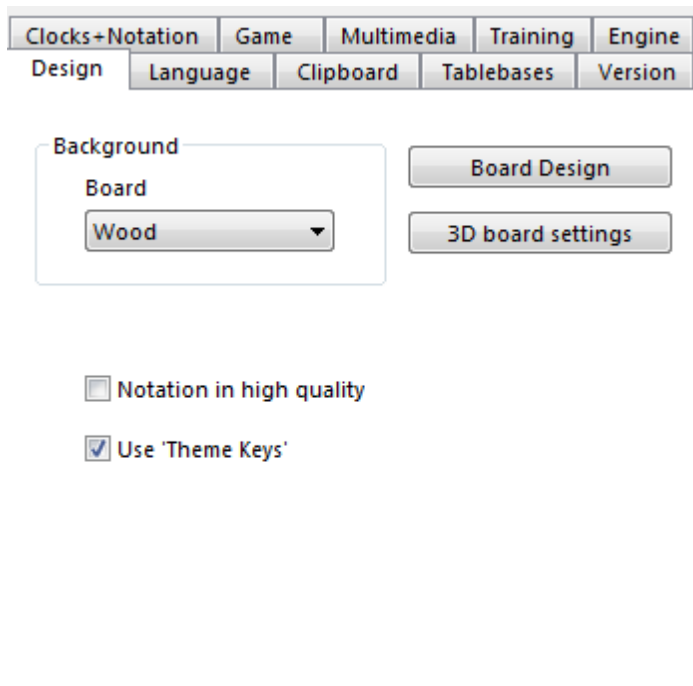 Clocks+Notation Game Multimedia Training Engine
Design Language Clipboard Tablebases Version
Background
Board Design
Board
Wood
3D board settings
Notation in high quality
Use 'Theme Keys'